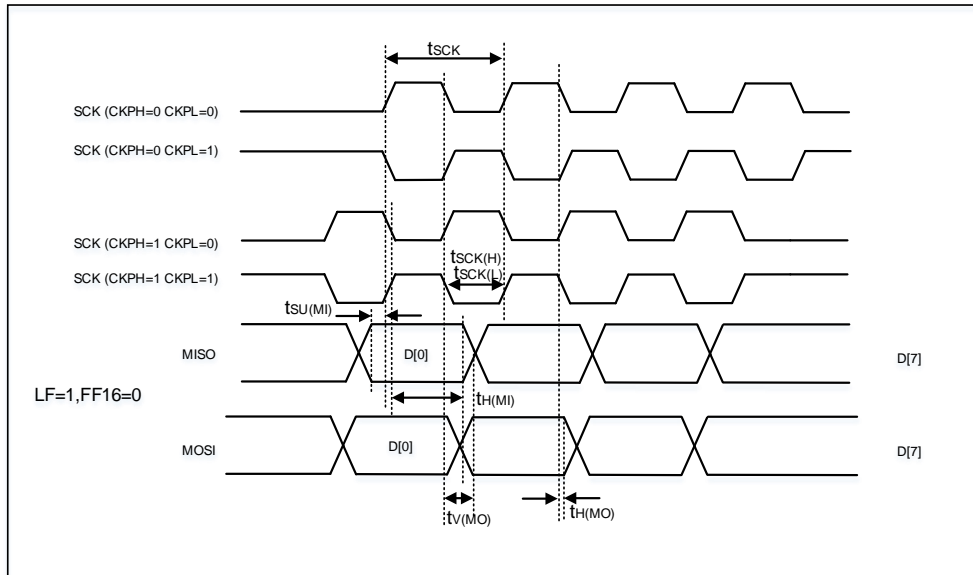 tSCK
SCK (CKPH=0 CKPL=0)
SCK (CKPH=0 CKPL=1)
SCK (CKPH=1 CKPL=0)
tSCK(H)
tSCK(L)
SCK (CKPH=1 CKPL=1)
tSU(MI)
MISO
D[0]
D[7]
LF=1,FF16=0
tH(MI)
MOSI
D[0]
D[7]
tV(MO)
tH(MO)